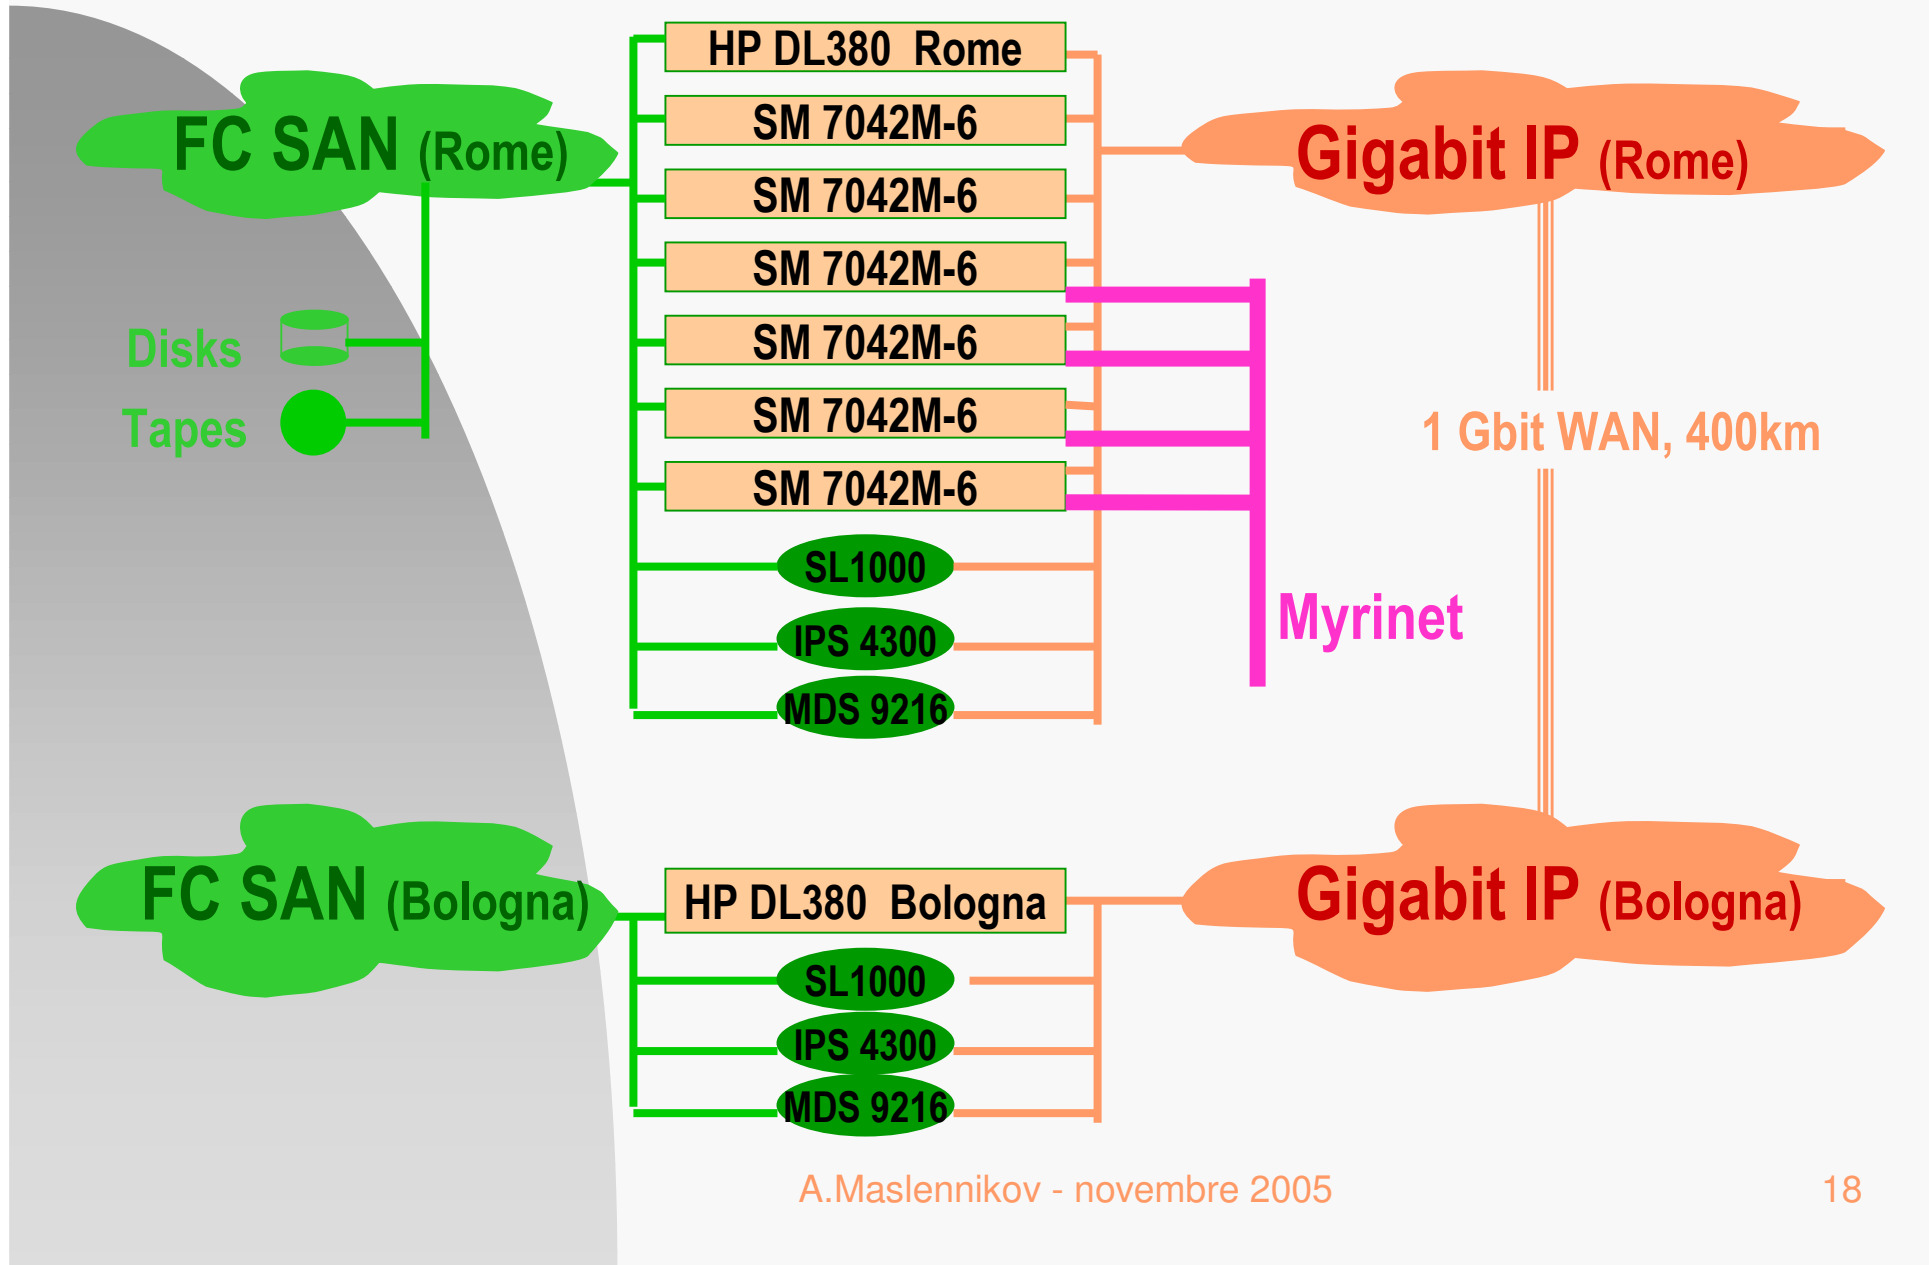 HP DL380 Rome
FC SAN (Rome)
SM 7042M-6
Gigabit IP (Rome)
SM 7042M-6
SM 7042M-6
Disks
SM 7042M-6
Tapes
SM 7042M-6
1 Gbit WAN, 400km
SM 7042M-6
SL1000
IPS 4300
Myrinet
MDS 9216
FC SAN (Bologna)
HP DL380 Bologna
Gigabit IP (Bologna)
SL1000
IPS 4300
MDS 9216
A.Maslennikov - novembre 2005
18